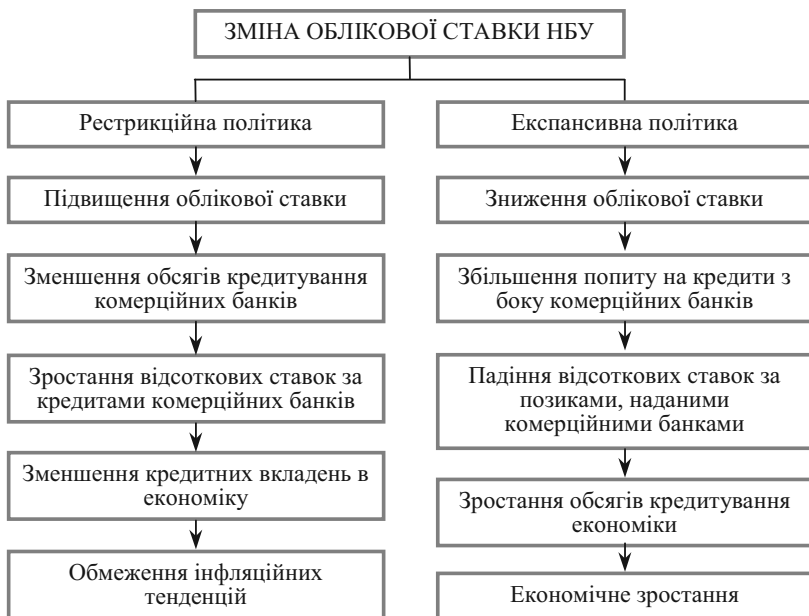 ЗМІНА ОБЛІКОВОЇ СТАВКИ НБУ
Рестрикційна політика
Підвищення облікової ставки
Зменшення обсягів кредитування
комерційних банків
Зростання відсоткових ставок за
кредитами комерційних банків
Зменшення кредитних вкладень в
економіку
Обмеження інфляційних
тенденцій
Експансивна політика
Зниження облікової ставки
Збільшення попиту на кредити з
боку комерційних банків
Падіння відсоткових ставок за
позиками, наданими
комерційними банками
Зростання обсягів кредитування
економіки
Економічне зростання